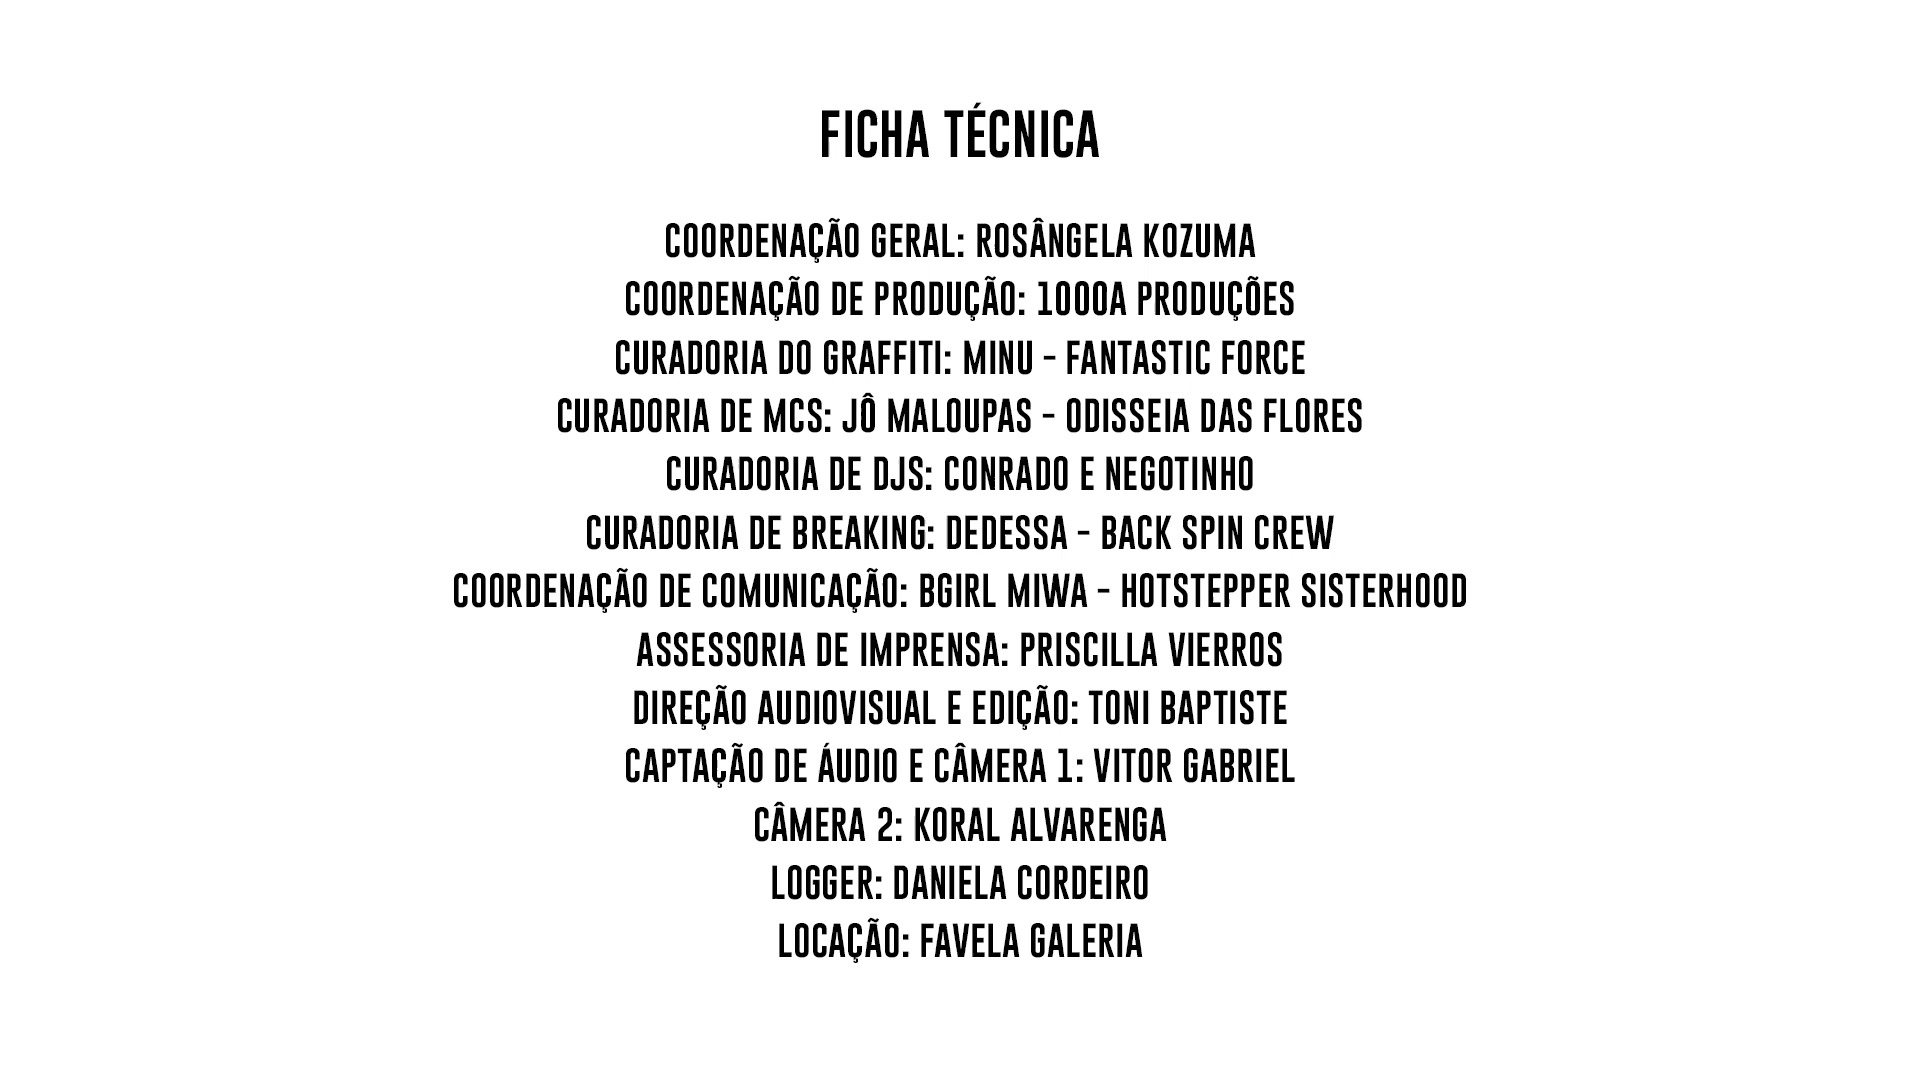 FICHA TÉCNICA
COORDENAÇÃO GERAL: ROSÂNGELA KOZUMA
COORDENAÇÃO DE PRODUÇÃO: 1000A PRODUÇÕES
CURADORIA DO GRAFFITI: MINU - FANTASTIC FORCE
CURADORIA DE MCS: JÔ MALOUPAS - ODISSEIA DAS FLORES
CURADORIA DE DJS: CONRADO E NEGOTINHO
CURADORIA DE BREAKING: DEDESSA - BACK SPIN CREW
COORDENAÇÃO DE COMUNICAÇÃO: BGIRL MIWA - HOTSTEPPER SISTERHOOD
ASSESSORIA DE IMPRENSA: PRISCILLA VIERROS
DIREÇÃO AUDIOVISUAL E EDIÇÃO: TONI BAPTISTE
CAPTAÇÃO DE ÁUDIO E CÂMERA 1: VITOR GABRIEL
CÂMERA 2: KORAL ALVARENGA
LOGGER: DANIELA CORDEIRO
LOCAÇÃO: FAVELA GALERIA